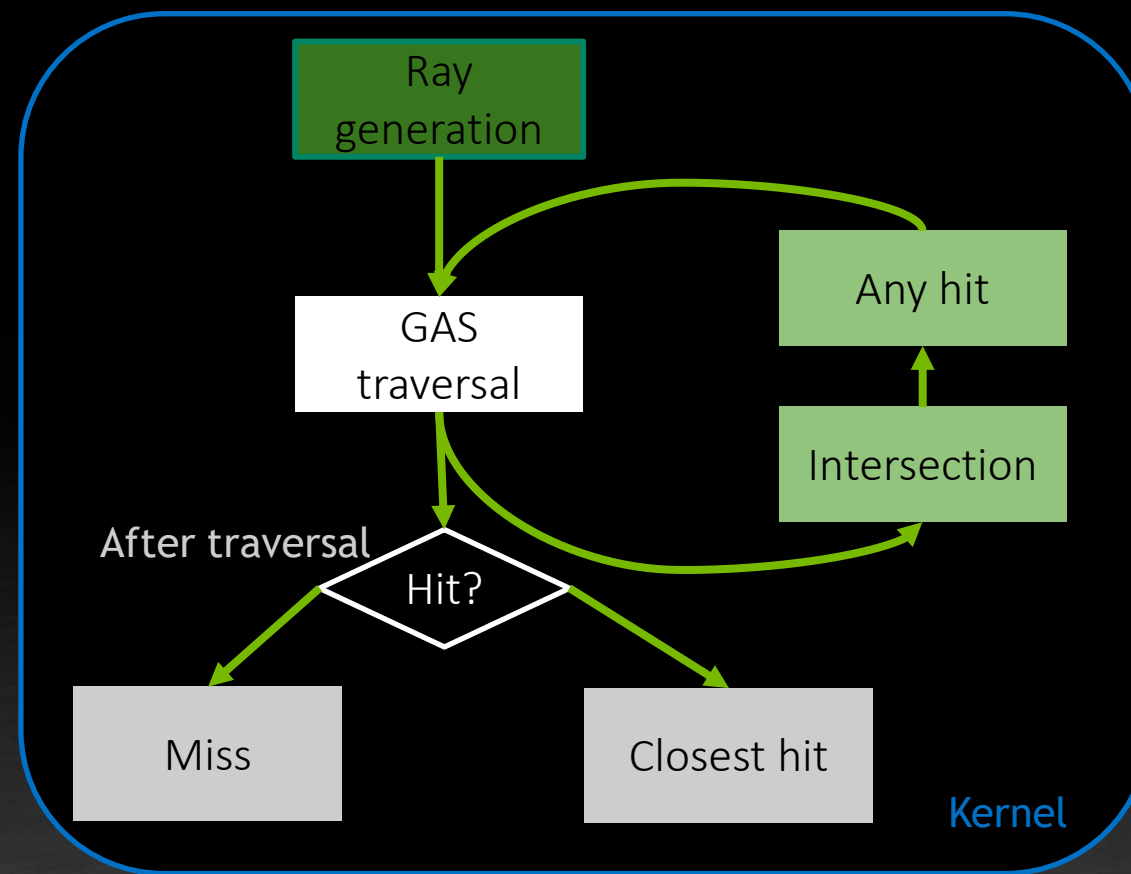 Ray
generation
Any hit
GAS
traversal
Intersection
After traversal
Hit?
Miss
Closest hit
Kernel